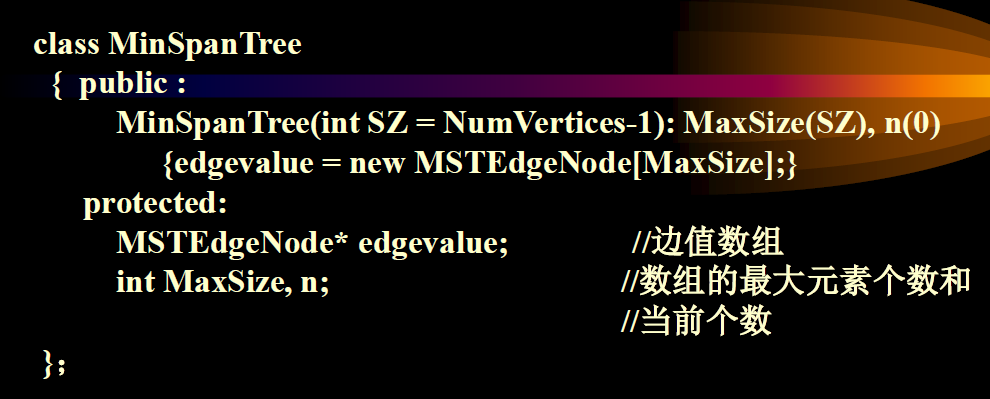 class MinSpanTree
{ public :
MinSpanTree(int SZ = NumVertices-1): MaxSize(SZ), n(0)
{edgevalue = new MSTEdgeNode[MaxSize];}
protected:
MSTEdgeNode* edgevalue; //边值数组
int MaxSize, n; //数组的最大元素个数和
//当前个数
};